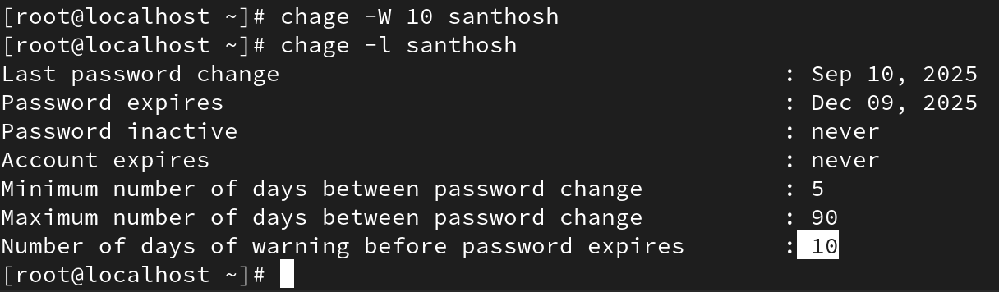 [root@localhost ~]# chage -W 10 santhosh
[root@localhost ~]# chage -l santhosh
Last password change : Sep 10, 2025
Password expires : Dec 09, 2025
Password inactive : never
Account expires : never
Minimum number of days between password change : 5
Maximum number of days between password change : 90
Number of days of warning before password expires : 10
[root@localhost ~]#